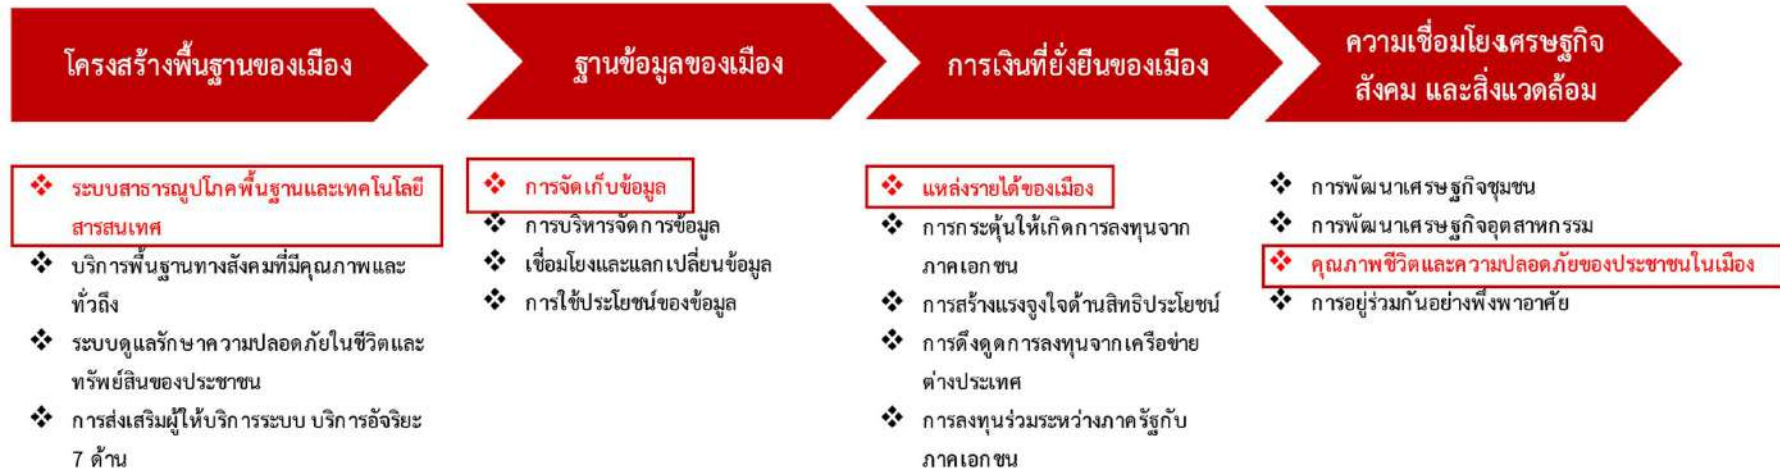 โครงสร้างพื้นฐานของเมือง
ฐานข้อมูลของเมือง
การเงินที่ยั่งยืนของเมือง
ความเชื่อมโยงเศรษฐกิจ
สังคม และสิ่งแวดล้อม
❖ ระบบสาธารณูปโภคพื้นฐานและเทคโนโลยี
สารสนเทศ
❖ บริการพื้นฐานทางสังคมที่มีคุณภาพและ
ทั่วถึง
❖ ระบบดูแลรักษาความปลอดภัยในชีวิตและ
ทรัพย์สินของประชาชน
❖ การส่งเสริมผู้ให้บริการระบบ บริการอัจริยะ
7 ด้าน
❖ การจัดเก็บข้อมูล
❖ การบริหารจัดการข้อมูล
❖ เชื่อมโยงและแลกเปลี่ยนข้อมูล
❖ การใช้ประโยชน์ของข้อมูล
❖ แหล่งรายได้ของเมือง
❖ การกระตุ้นให้เกิดการลงทุนจาก
ภาคเอกชน
❖ การสร้างแรงจูงใจด้านสิทธิประโยชน์
❖ การดึงดูดการลงทุนจากเครือข่าย
ต่างประเทศ
❖ การลงทุนร่วมระหว่างภาครัฐกับ
ภาคเอกชน
❖ การพัฒนาเศรษฐกิจชุมชน
❖ การพัฒนาเศรษฐกิจอุตสาหกรรม
❖ คุณภาพชีวิตและความปลอดภัยของประชาชนในเมือง
❖ การอยู่ร่วมกันอย่างพึ่งพาอาศัย